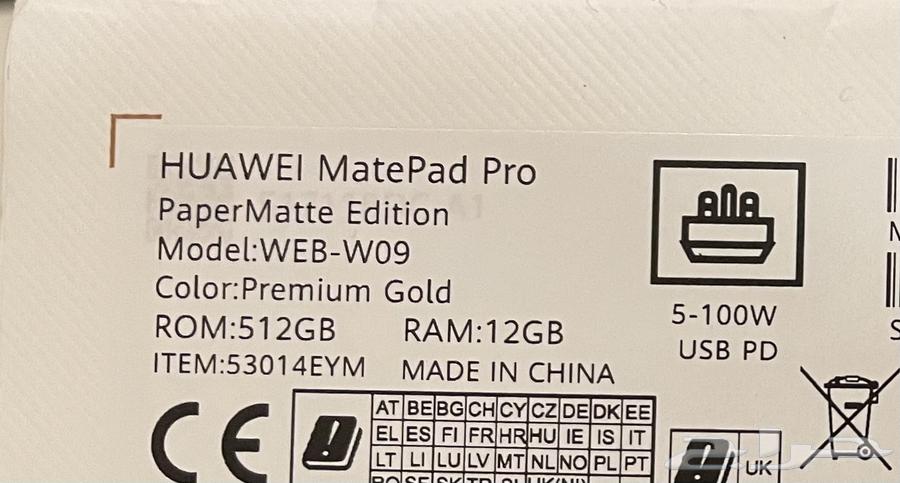 HUAWEI MatePad Pro
PaperMatte Edition
Model:WEB-W09
Color:Premium Gold
ROM:512GB RAM:12GB
ITEM:53014EYM MADE IN CHINA
5-100W
USB PD
CE
AT BE BG CH CY CZ DE DK EE
EL ES FI FR HR HU IE IS IT
LT LI LU LV MT NL NO PL PT
UK
حراج